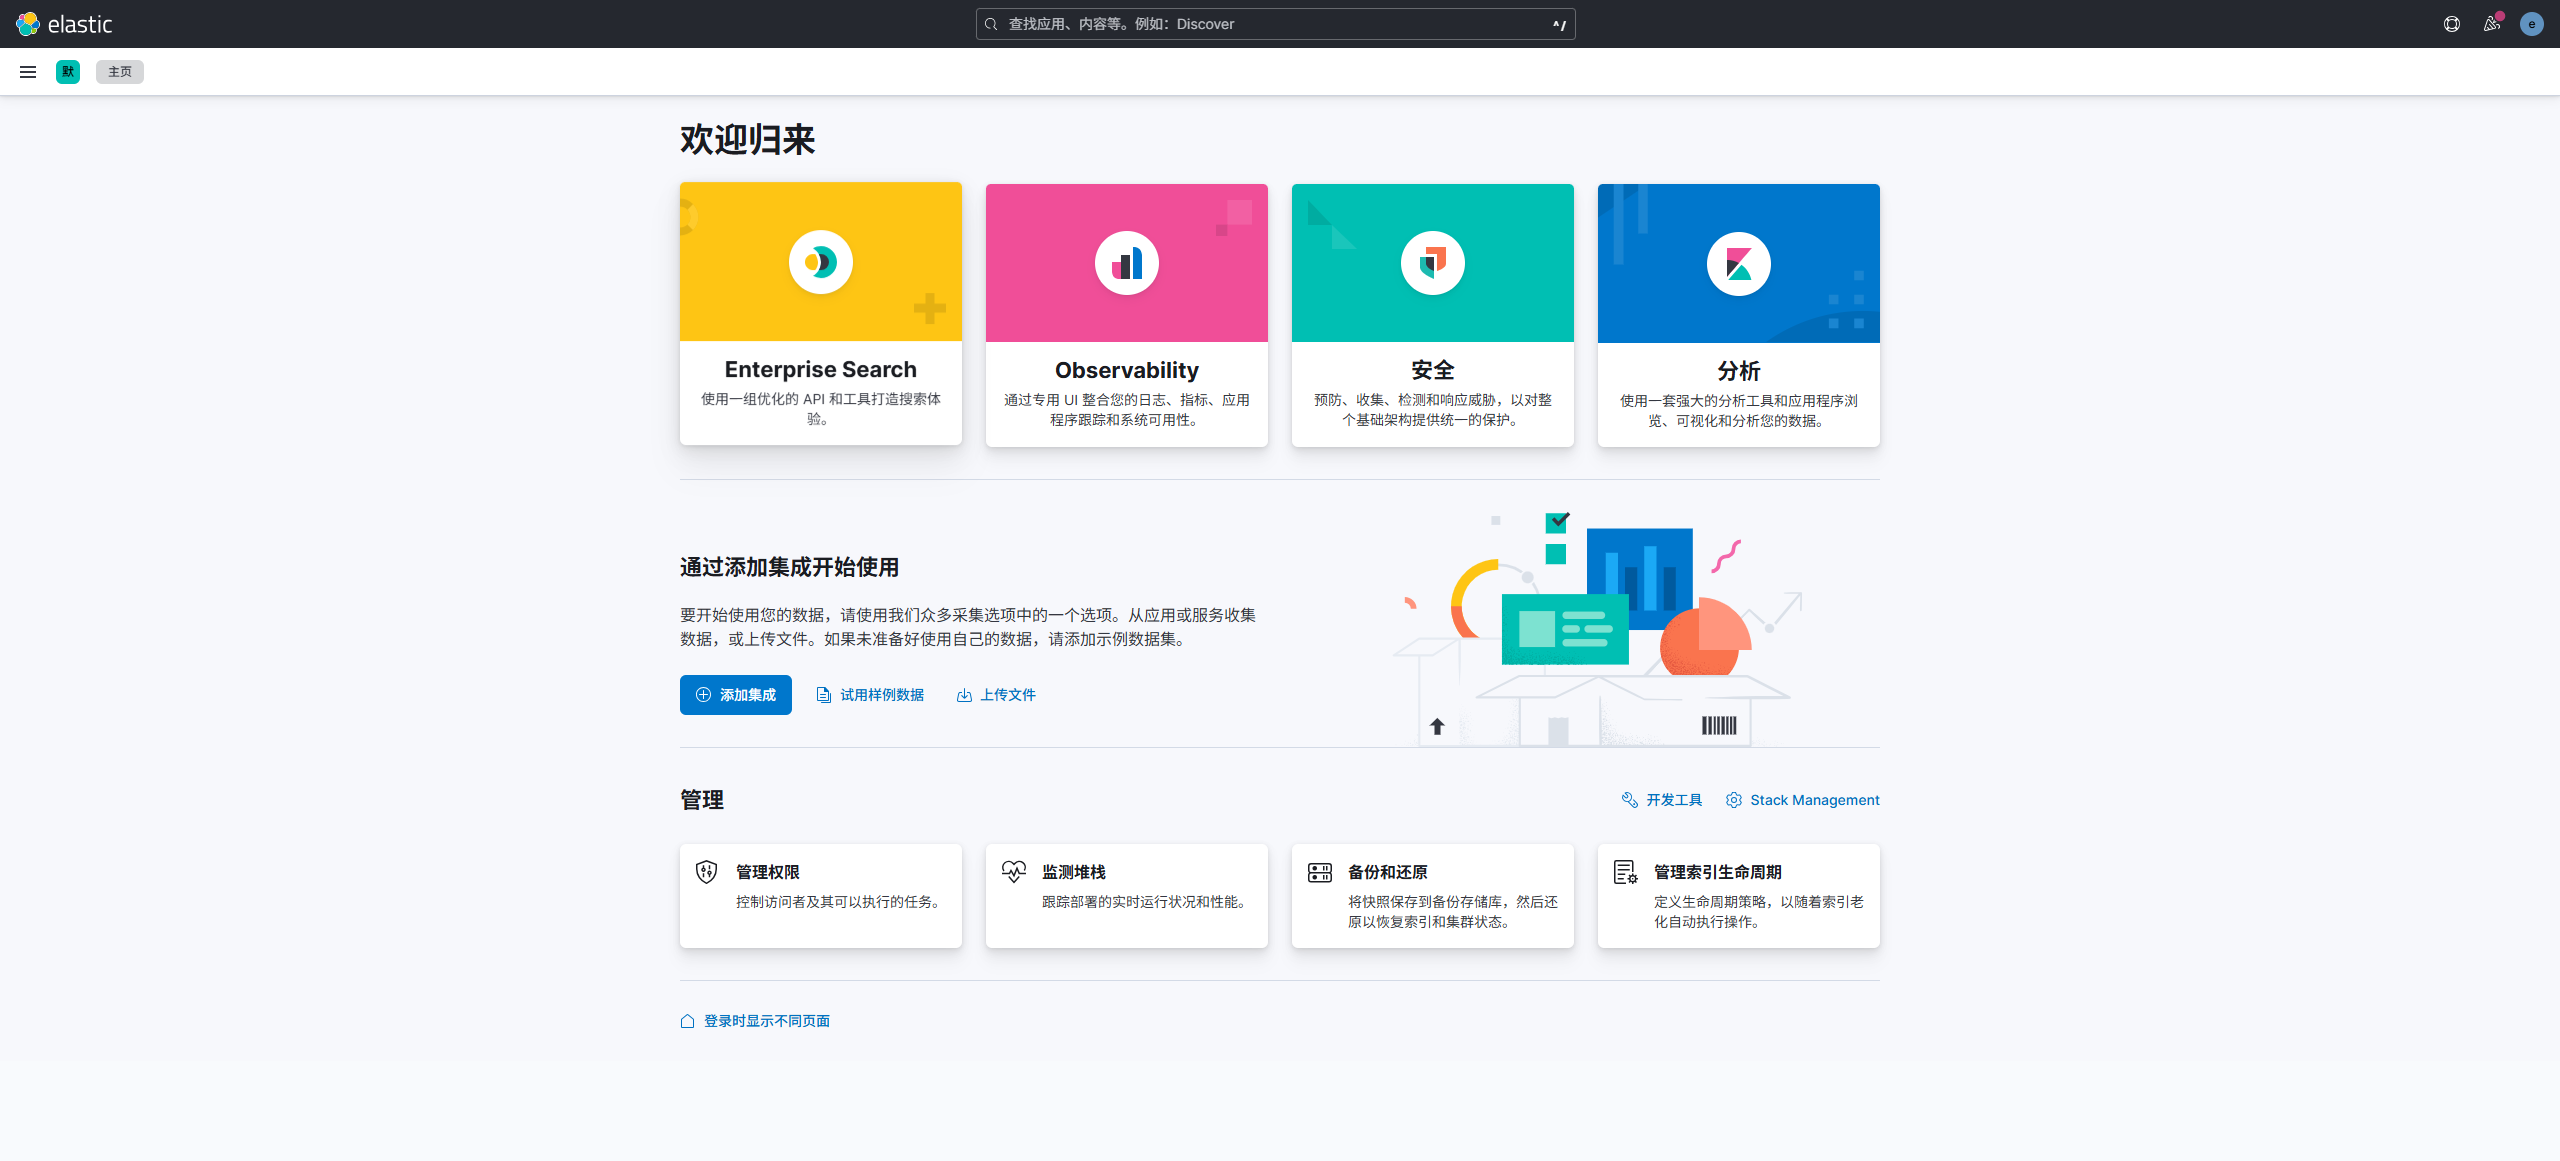 elastic
查找应用、内容等。例如：Discover
^/
e
默
主页
欢迎归来
Enterprise Search
使用一组优化的 API 和工具打造搜索体
验。
Observability
通过专用 UI 整合您的日志、指标、应用
程序跟踪和系统可用性。
安全
预防、收集、检测和响应威胁，以对整
个基础架构提供统一的保护。
分析
使用一套强大的分析工具和应用程序浏
览、可视化和分析您的数据。
通过添加集成开始使用
要开始使用您的数据，请使用我们众多采集选项中的一个选项。从应用或服务收集
数据，或上传文件。如果未准备好使用自己的数据，请添加示例数据集。
添加集成
试用样例数据
上传文件
管理
开发工具
Stack Management
管理权限
控制访问者及其可以执行的任务。
监测堆栈
跟踪部署的实时运行状况和性能。
备份和还原
将快照保存到备份存储库，然后还
原以恢复索引和集群状态。
管理索引生命周期
定义生命周期策略，以随着索引老
化自动执行操作。
登录时显示不同页面